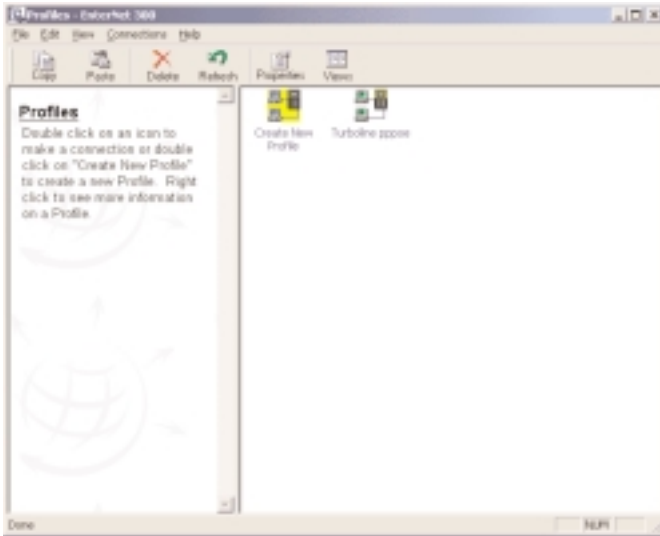 Profiles - EnterNet 300
File Edit View Connections Help
Copy Paste Delete Refresh Properties Views
Profiles
Double click on an icon to
make a connection or double
click on "Create New Profile"
to create a new Profile. Right
click to see more information
on a Profile.
Create New
Profile
Turboline pppoe
Done
NUM